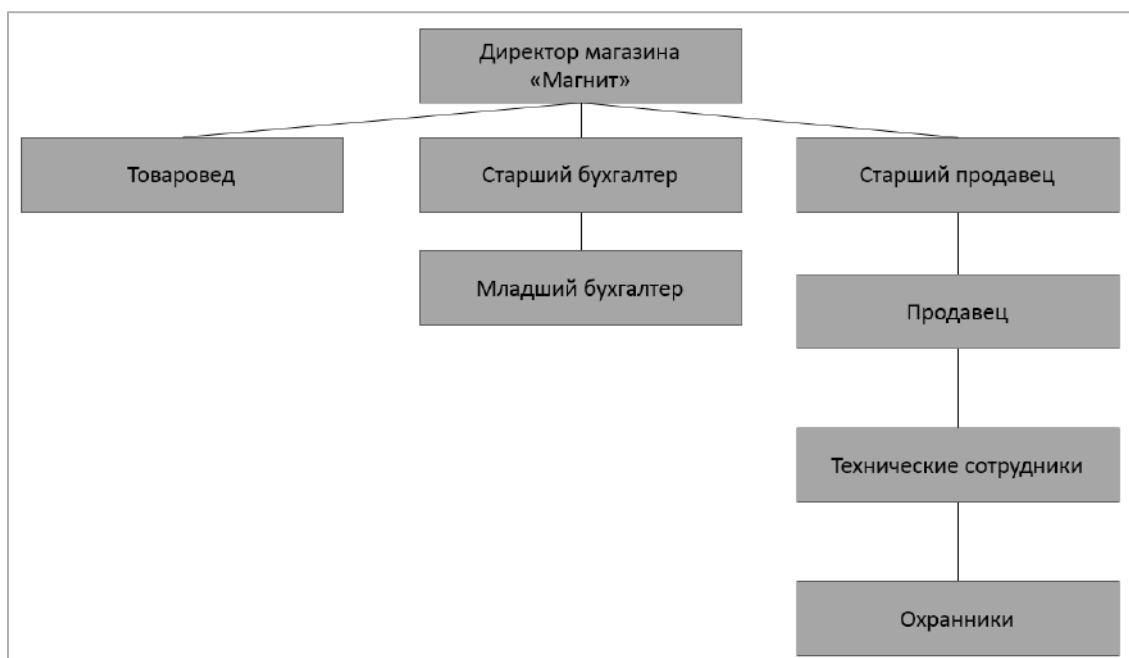 Директор магазина
«Магнит»
Товаровед
Старший бухгалтер
Старший продавец
Младший бухгалтер
Продавец
Технические сотрудники
Охранники